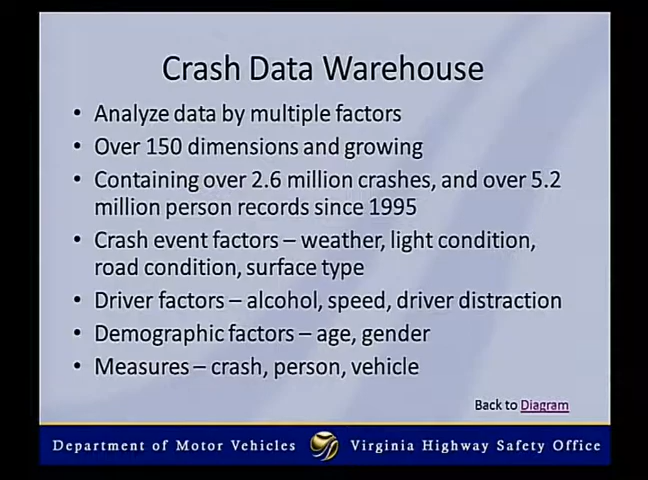 Crash Data Warehouse
• Analyze data by multiple factors
• Over 150 dimensions and growing
• Containing over 2.6 million crashes, and over 5.2
million person records since 1995
• Crash event factors – weather, light condition,
road condition, surface type
• Driver factors – alcohol, speed, driver distraction
• Demographic factors – age, gender
• Measures – crash, person, vehicle
Back to Diagram
Department of Motor Vehicles Virginia Highway Safety Office